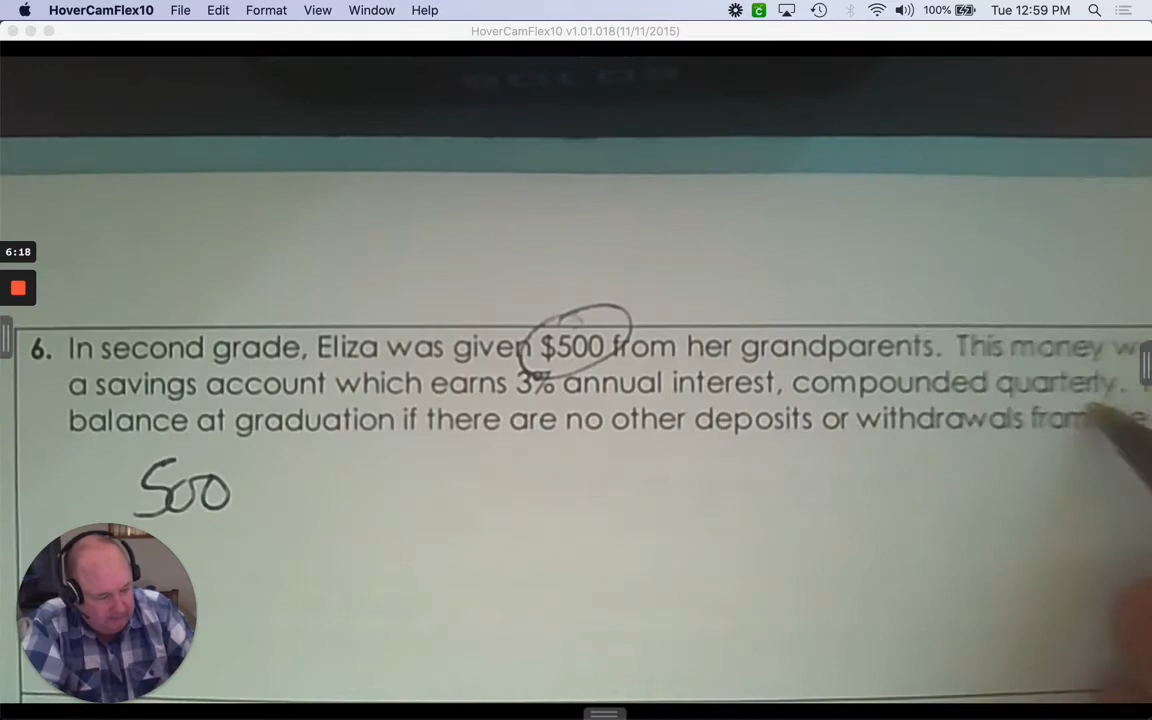 HoverCamFlex10 File Edit Format View Window Help 100% Tue 12:59 PM
HoverCamFlex10 v1.01.018(11/11/2015)
6:18
6. In second grade, Eliza was given $500 from her grandparents. This money
a savings account which earns 3% annual interest, compounded quarterly.
balance at graduation if there are no other deposits or withdrawals from
500